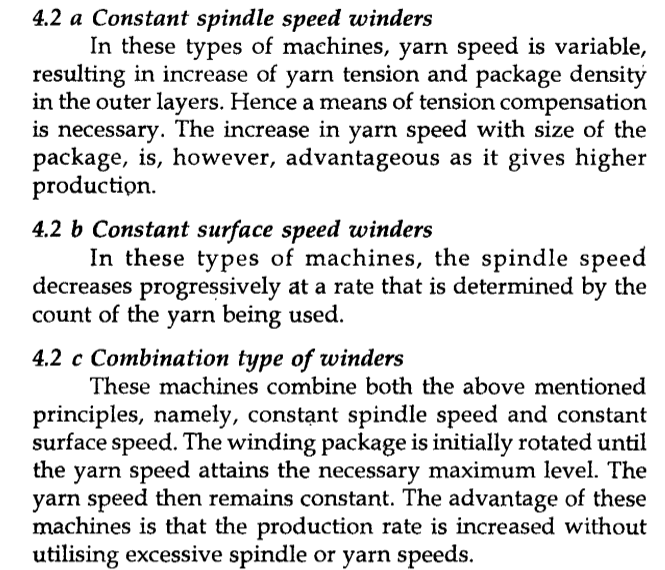 4.2 a Constant spindle speed winders
In these types of machines, yarn speed is variable,
resulting in increase of yarn tension and package density
in the outer layers. Hence a means of tension compensation
is necessary. The increase in yarn speed with size of the
package, is, however, advantageous as it gives higher
production.
4.2 b Constant surface speed winders
In these types of machines, the spindle speed
decreases progressively at a rate that is determined by the
count of the yarn being used.
4.2 c Combination type of winders
These machines combine both the above mentioned
principles, namely, constant spindle speed and constant
surface speed. The winding package is initially rotated until
the yarn speed attains the necessary maximum level. The
yarn speed then remains constant. The advantage of these
machines is that the production rate is increased without
utilising excessive spindle or yarn speeds.